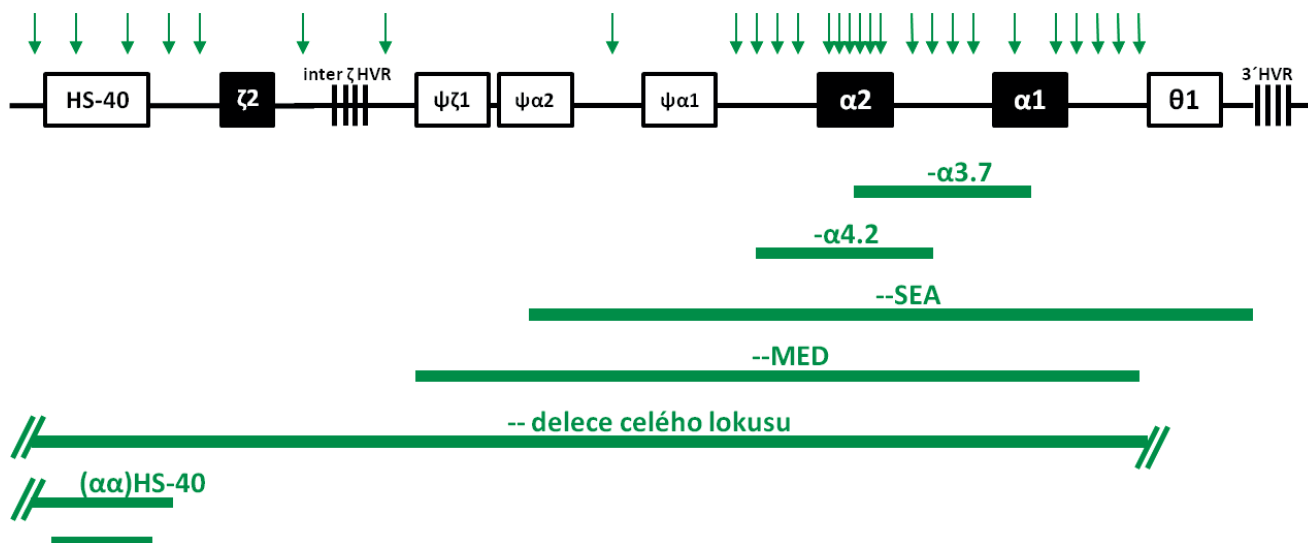 inter ζ HVR
3´HVR
HS-40 ζ2 ψζ1 ψα2 ψα1 α2 α1 θ1
-α3.7
-α4.2
--SEA
--MED
-- delece celého lokusu
(αα)HS-40